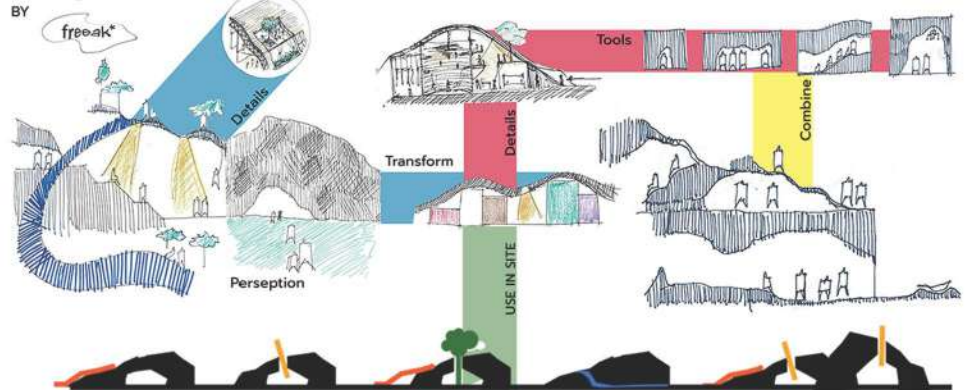 BY
freeak*
Details
Tools
Combine
Details
Transform
Perseption
USE IN SITE